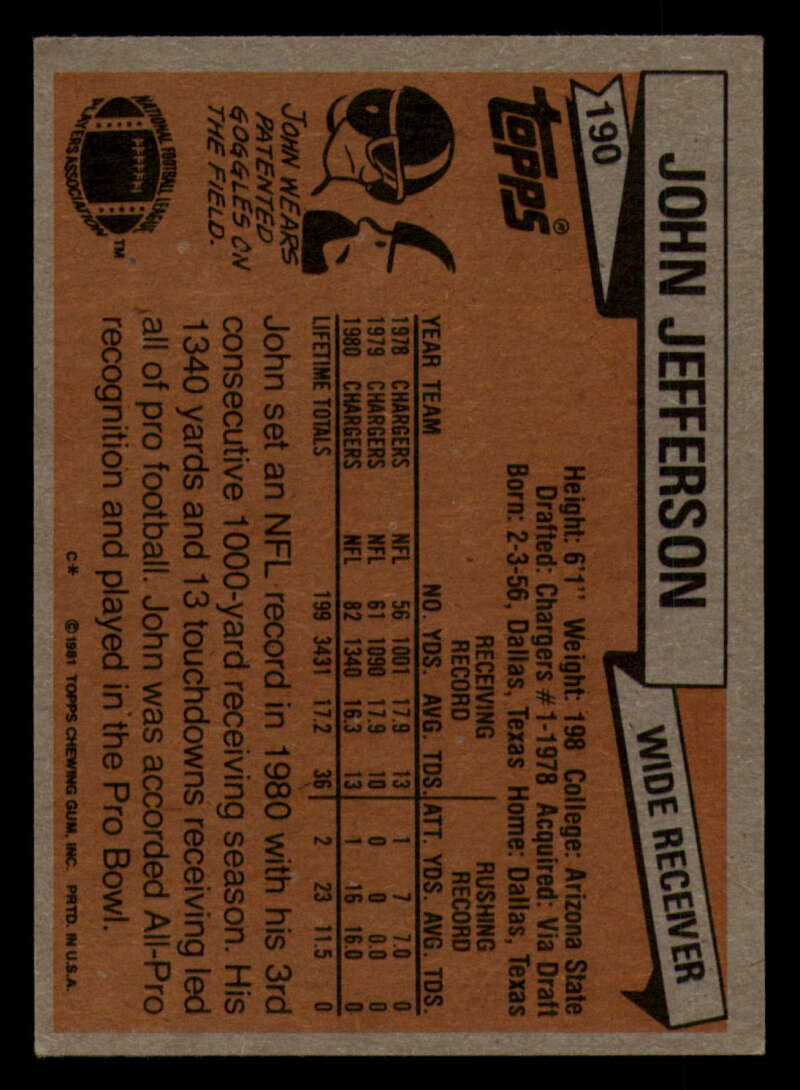 190
JOHN JEFFERSON
WIDE RECEIVER
TOPPS®
Height: 6'1" Weight: 198 College: Arizona State
Drafted: Chargers #1-1978 Acquired: Via Draft
Born: 2-3-56, Dallas, Texas Home: Dallas, Texas
RECEIVING RECORD RUSHING RECORD
YEAR TEAM NO. YDS. AVG. TDS. ATT. YDS. AVG. TDS.
1978 CHARGERS NFL 56 1001 17.9 13 1 7 7.0 0
1979 CHARGERS NFL 61 1090 17.9 10 0 0 0.0 0
1980 CHARGERS NFL 82 1340 16.3 13 1 16 16.0 0
LIFETIME TOTALS 199 3431 17.2 36 2 23 11.5 0
JOHN WEARS
PATENTED
GOGGLES ON
THE FIELD.
NATIONAL FOOTBALL LEAGUE
PLAYERS ASSOCIATION
TM
John set an NFL record in 1980 with his 3rd
consecutive 1000-yard receiving season. His
1340 yards and 13 touchdowns receiving led
all of pro football. John was accorded All-Pro
recognition and played in the Pro Bowl.
C* © 1981 TOPPS CHEWING GUM, INC. PRTD. IN U.S.A.